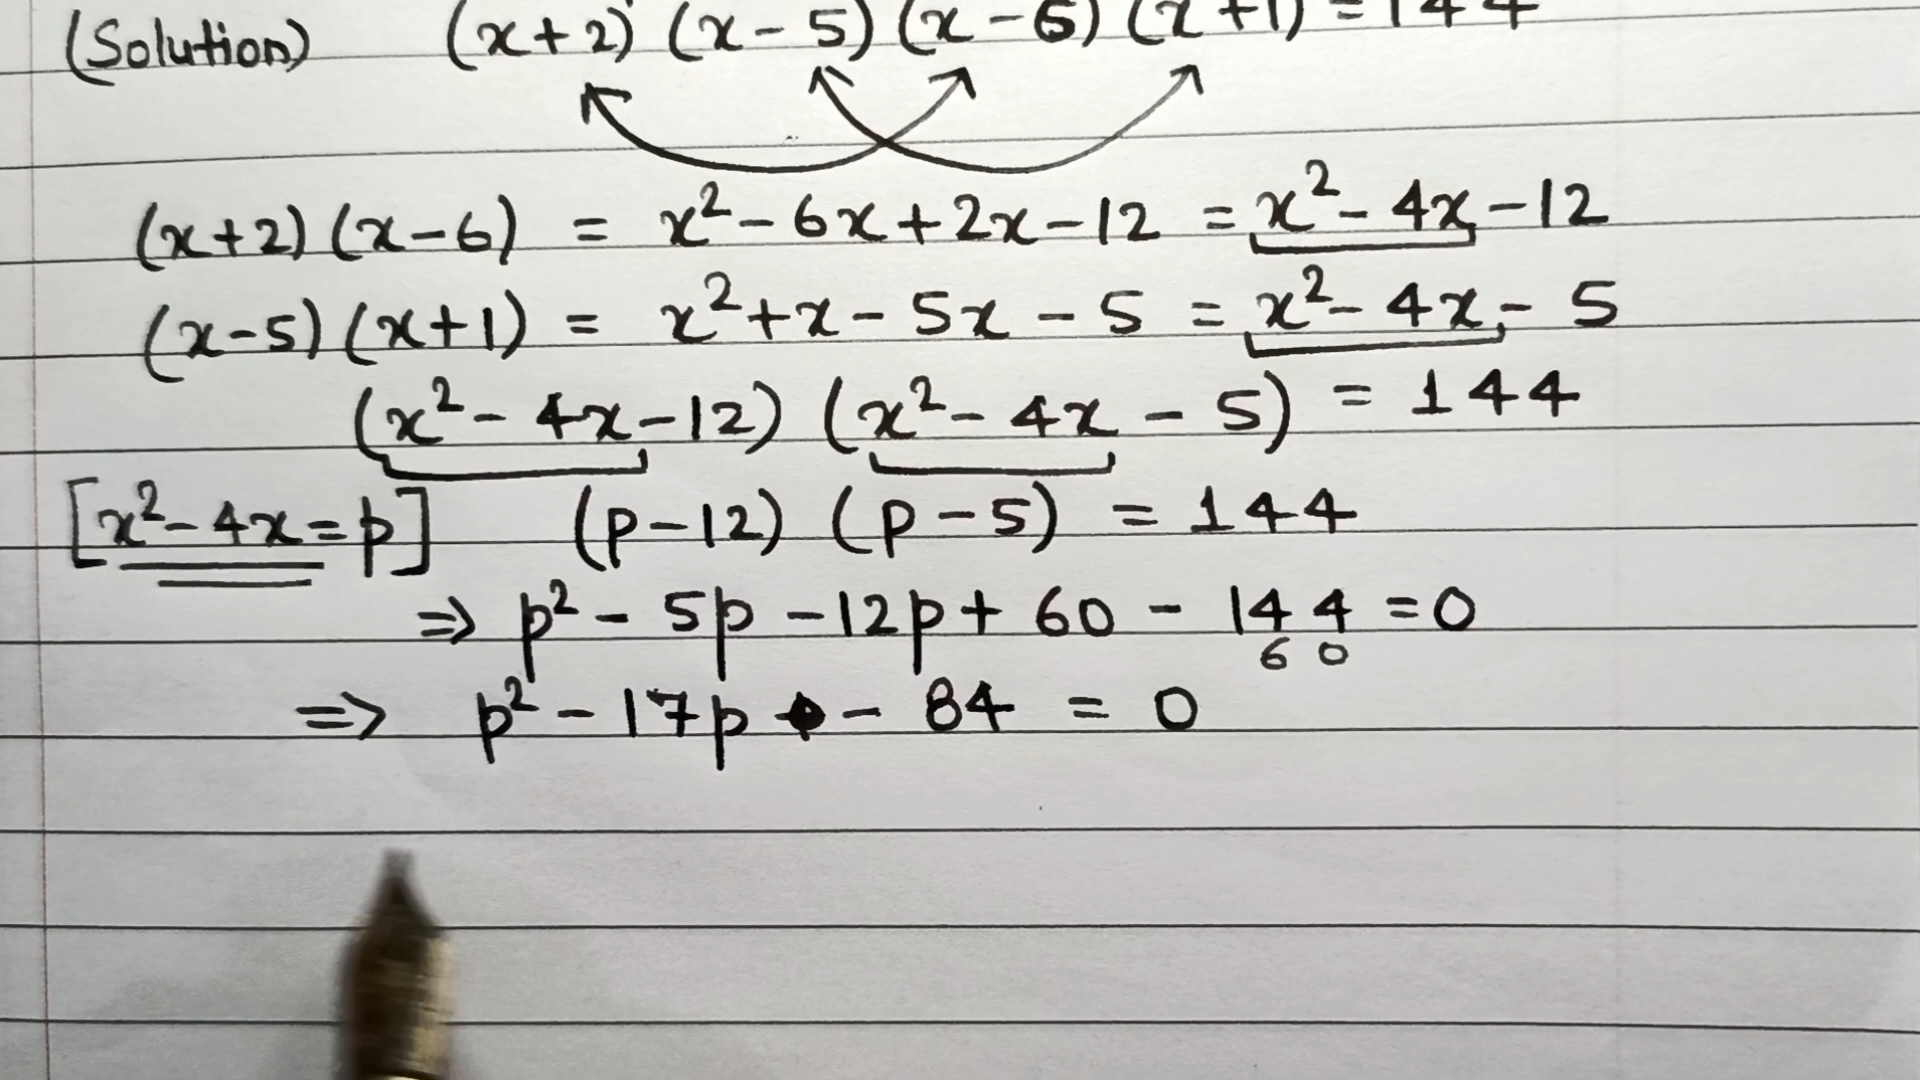 (Solution) (x+2) (x-5) (x-6) (x+1) = 144
(x+2) (x-6) = x² - 6x + 2x - 12 = x² - 4x - 12
(x-5) (x+1) = x² + x - 5x - 5 = x² - 4x - 5
(x² - 4x - 12) (x² - 4x - 5) = 144
[x² - 4x = p] (p - 12) (p - 5) = 144
⇒ p² - 5p - 12p + 60 - 144 = 0
6 0
⇒ p² - 17p - 84 = 0